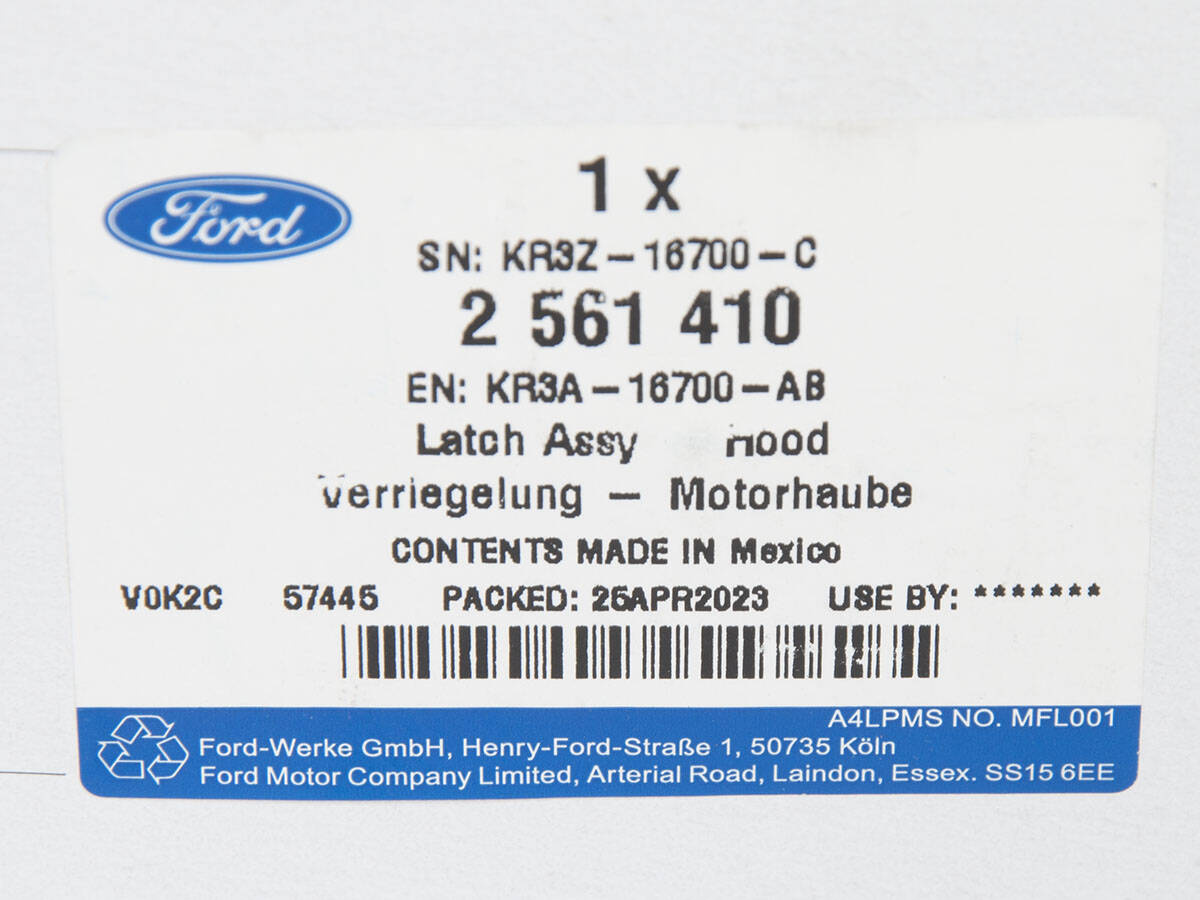 Ford
1 x
SN: KR3Z-16700-C
2 561 410
EN: KR3A-16700-AB
Latch Assy Hood
Verriegelung - Motorhaube
CONTENTS MADE IN Mexico
V0K2C 57445 PACKED: 25APR2023 USE BY: *******
A4LPMS NO. MFL001
Ford-Werke GmbH, Henry-Ford-Straße 1, 50735 Köln
Ford Motor Company Limited, Arterial Road, Laindon, Essex. SS15 6EE